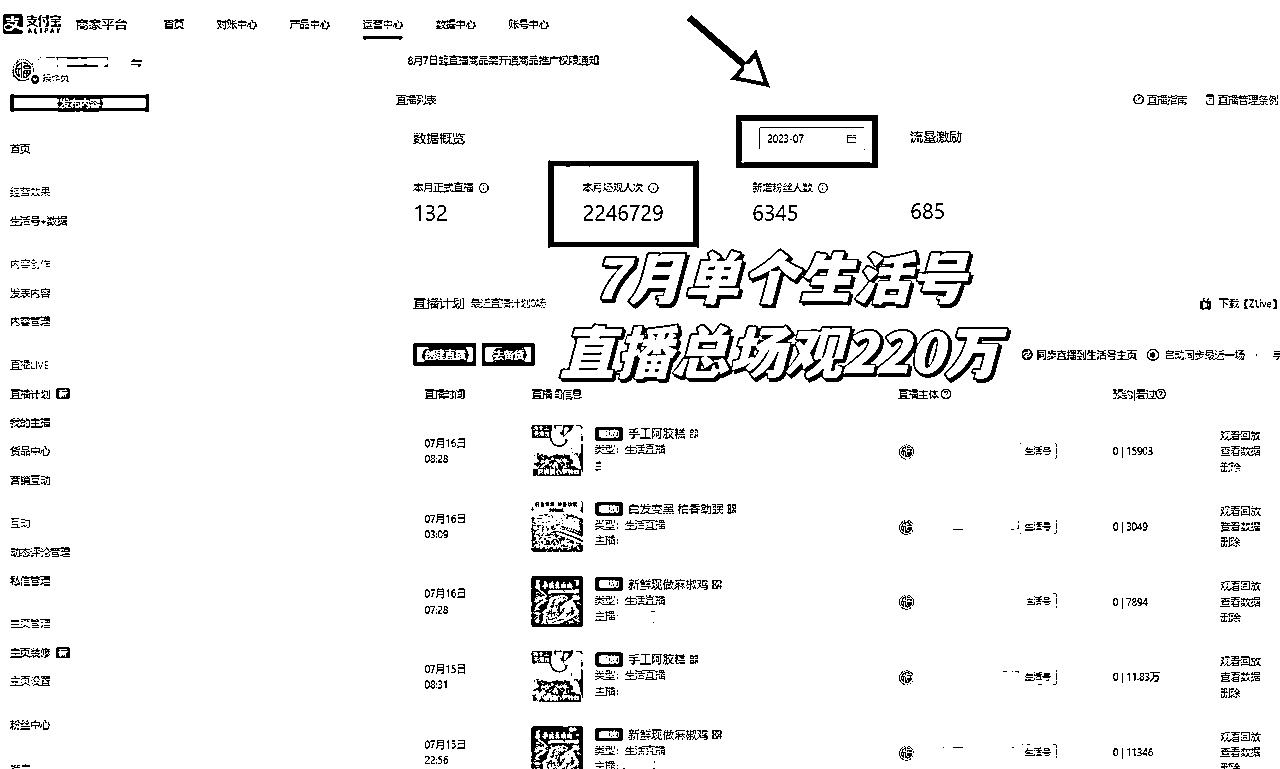 支付宝 ALIPAY 商家平台 首页 对账中心 产品中心 运营中心 数据中心 账号中心
8月7日起直播商品需开通商品推广权限通知
操作员
发布内容
直播列表 直播指南 直播管理条例
数据概览 2023-07 流量激励
首页
本月正式直播 本月场观人次 新增粉丝人数
经营效果
132 2246729 6345 685
生活号+数据
7月单个生活号
内容创作
发表内容
直播计划 最近直播计划0场 下载【Zlive】
内容管理
直播总场观220万
【创建直播】 【去备货】 同步直播到生活号主页 自动同步最近一场
直播LIVE
直播计划 新
直播时间 直播间信息 直播主体 预约|看过
我的主播
07月16日 手工阿胶糕 观看回放
货品中心
08:28 类型: 生活直播 生活号 0 | 15903 查看数据
删除
营销互动
07月16日 白发变黑 柏香助眠 观看回放
互动
03:09 类型: 生活直播 生活号 0 | 3049 查看数据
主播: 删除
动态评论管理
私信管理
07月16日 新鲜现做麻椒鸡 观看回放
07:28 类型: 生活直播 生活号 0 | 7894 查看数据
主播: 删除
主页管理
主页装修 新
07月15日 手工阿胶糕 观看回放
08:31 类型: 生活直播 生活号 0 | 11.83万 查看数据
主播: 删除
主页设置
粉丝中心
07月15日 新鲜现做麻椒鸡 观看回放
22:56 类型: 生活直播 生活号 0 | 11346 查看数据
主播: 删除